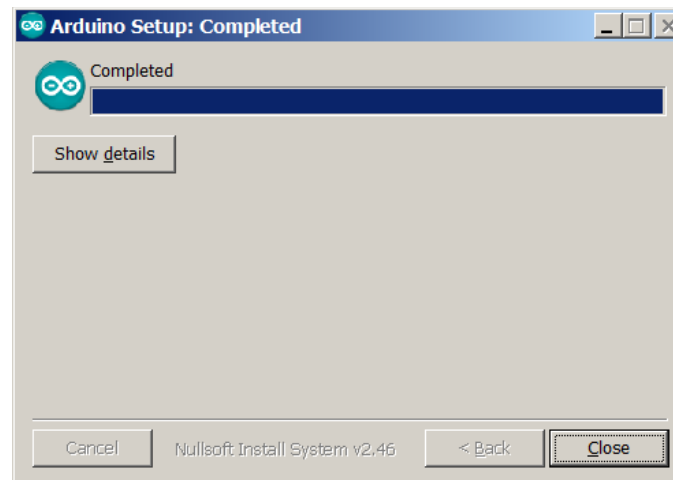 Arduino Setup: Completed
Completed
Show details
Cancel
Nullsoft Install System v2.46
< Back
Close